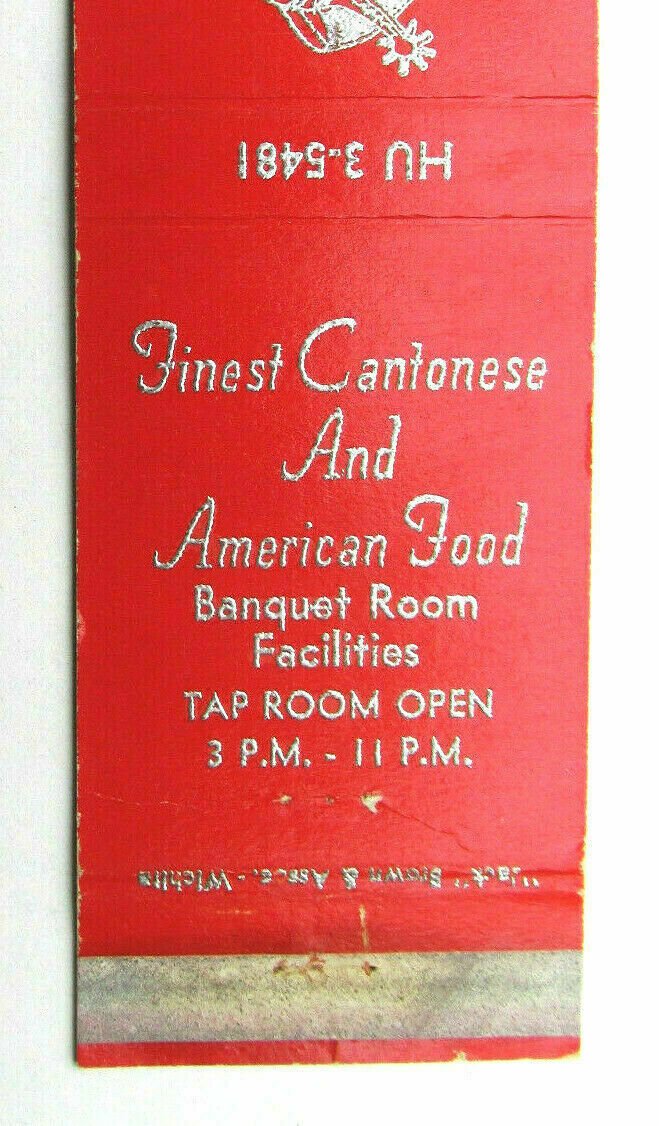 HU 3-5481
Finest Cantonese
And
American Food
Banquet Room
Facilities
TAP ROOM OPEN
3 P.M. - 11 P.M.
"Jack" Brown & Assoc. - Wichita